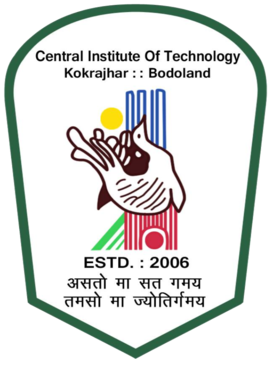 Central Institute Of Technology
Kokrajhar : : Bodoland
ESTD. : 2006
असतो मा सत गमय
तमसो मा ज्योतिर्गमय